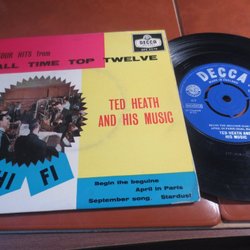 FOUR HITS from
ALL TIME TOP TWELVE
DECCA
TED HEATH
AND HIS MUSIC
HI FI
Begin the beguine
April in Paris
September song. Stardust
DECCA
TED HEATH AND HIS
MUSIC